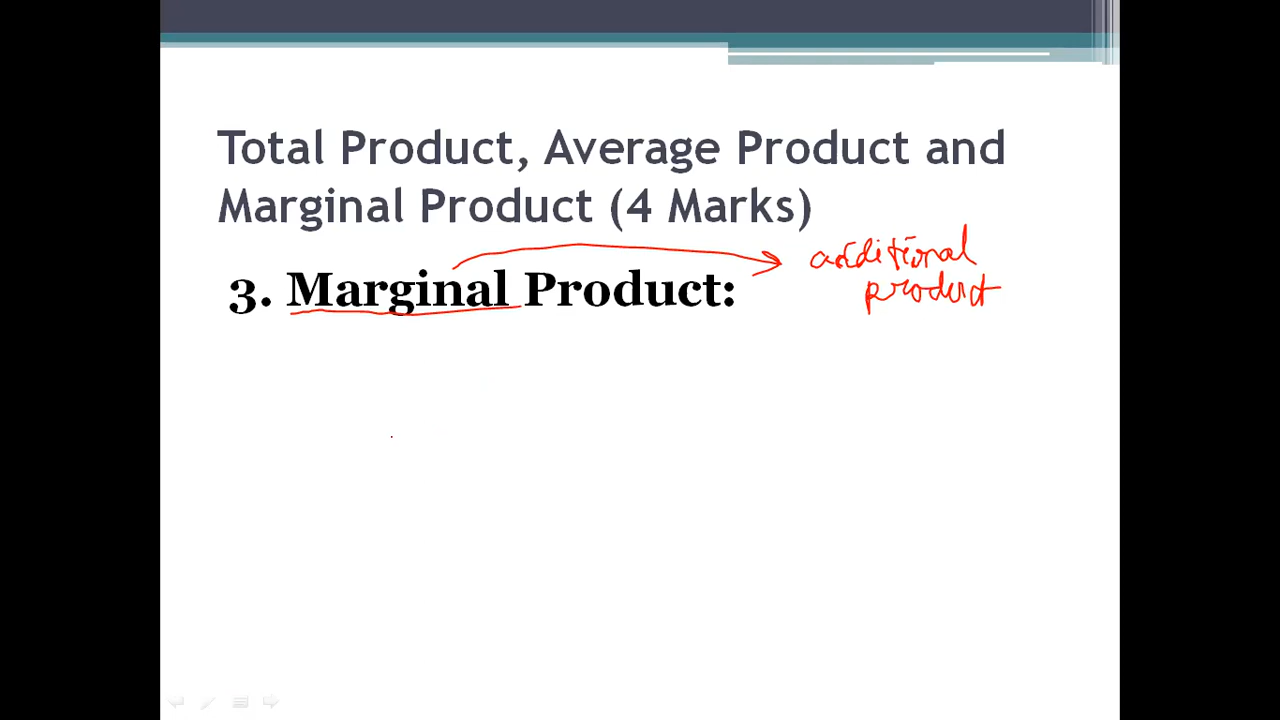 Total Product, Average Product and
Marginal Product (4 Marks)
3. Marginal Product:
additional
product